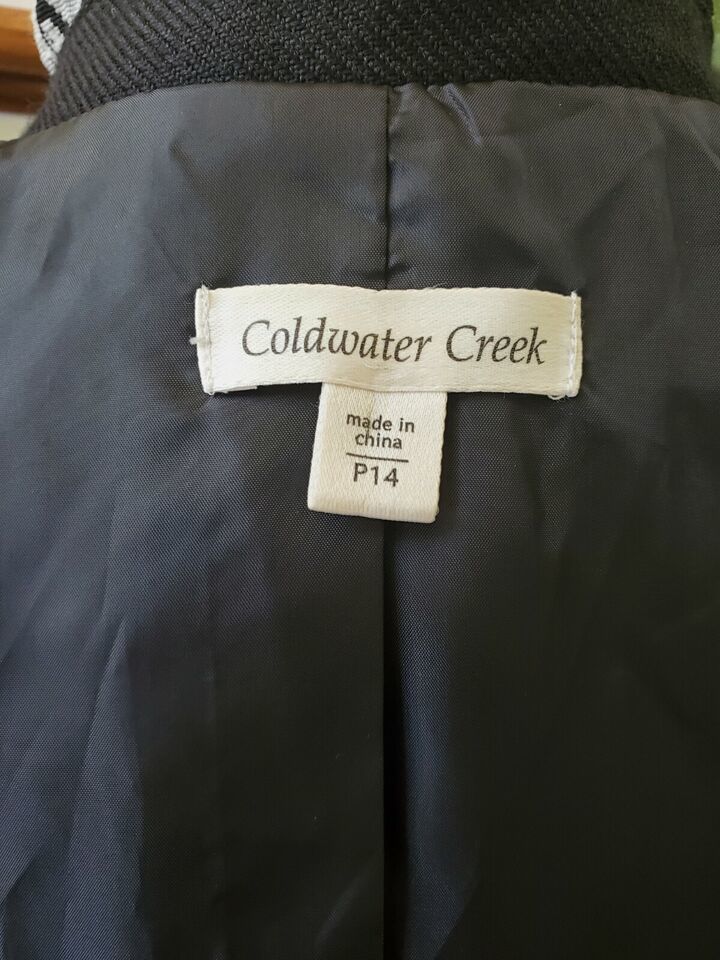 Coldwater Creek
made in
china
P14